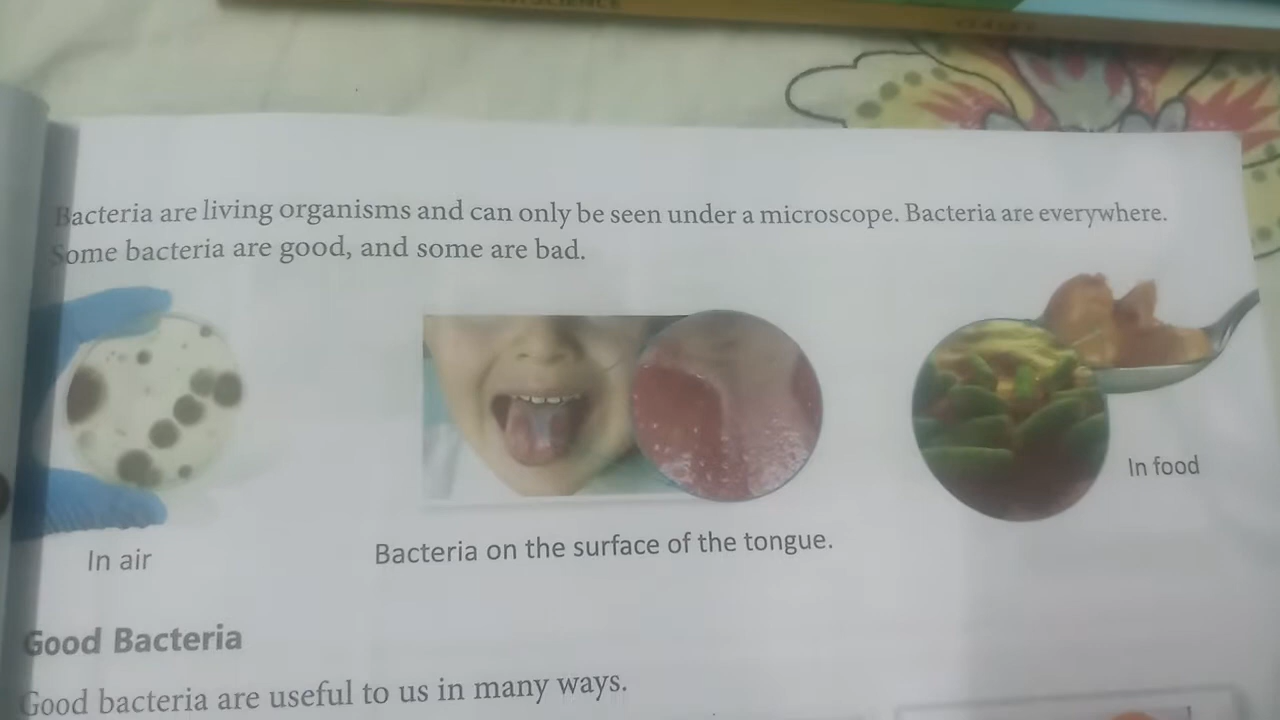 Bacteria are living organisms and can only be seen under a microscope. Bacteria are everywhere.
Some bacteria are good, and some are bad.
In food
In air
Bacteria on the surface of the tongue.
Good Bacteria
Good bacteria are useful to us in many ways.